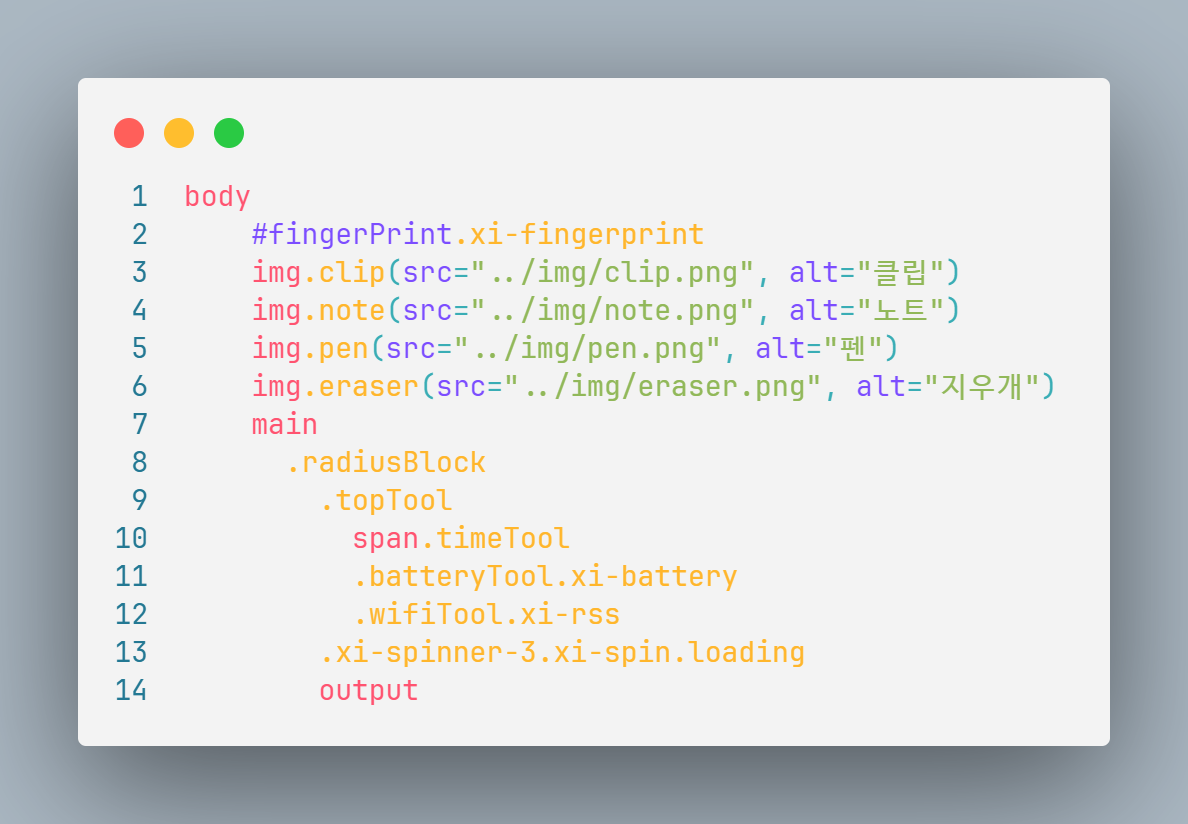 1 body
2 #fingerPrint.xi-fingerprint
3 img.clip(src="../img/clip.png", alt="클립")
4 img.note(src="../img/note.png", alt="노트")
5 img.pen(src="../img/pen.png", alt="펜")
6 img.eraser(src="../img/eraser.png", alt="지우개")
7 main
8 .radiusBlock
9 .topTool
10 span.timeTool
11 .batteryTool.xi-battery
12 .wifiTool.xi-rss
13 .xi-spinner-3.xi-spin.loading
14 output